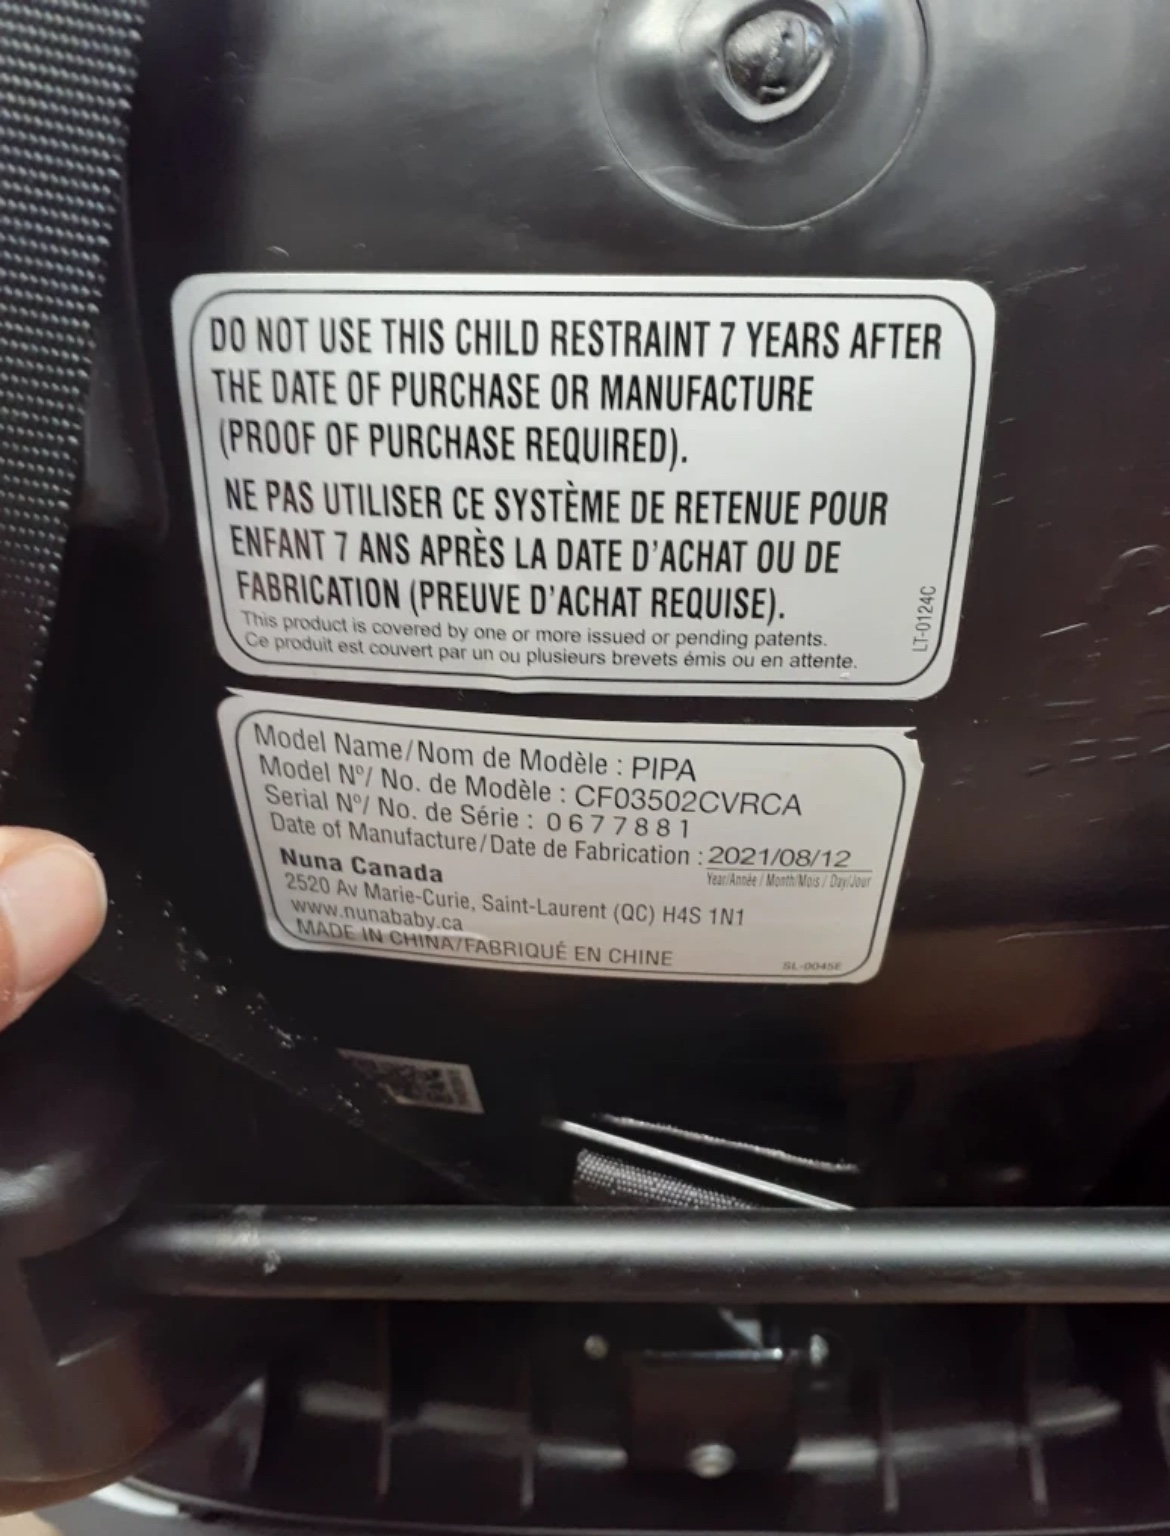 DO NOT USE THIS CHILD RESTRAINT 7 YEARS AFTER
THE DATE OF PURCHASE OR MANUFACTURE
(PROOF OF PURCHASE REQUIRED).
NE PAS UTILISER CE SYSTÈME DE RETENUE POUR
ENFANT 7 ANS APRÈS LA DATE D'ACHAT OU DE
FABRICATION (PREUVE D'ACHAT REQUISE).
This product is covered by one or more issued or pending patents.
Ce produit est couvert par un ou plusieurs brevets émis ou en attente.
LT-0124C
Model Name/Nom de Modèle : PIPA
Model Nº/ No. de Modèle : CF03502CVRCA
Serial Nº/ No. de Série : 0677881
Date of Manufacture/Date de Fabrication : 2021/08/12
Year/Année / Month/Mois / Day/Jour
Nuna Canada
2520 Av Marie-Curie, Saint-Laurent (QC) H4S 1N1
www.nunababy.ca
MADE IN CHINA/FABRIQUÉ EN CHINE
SL-0045E